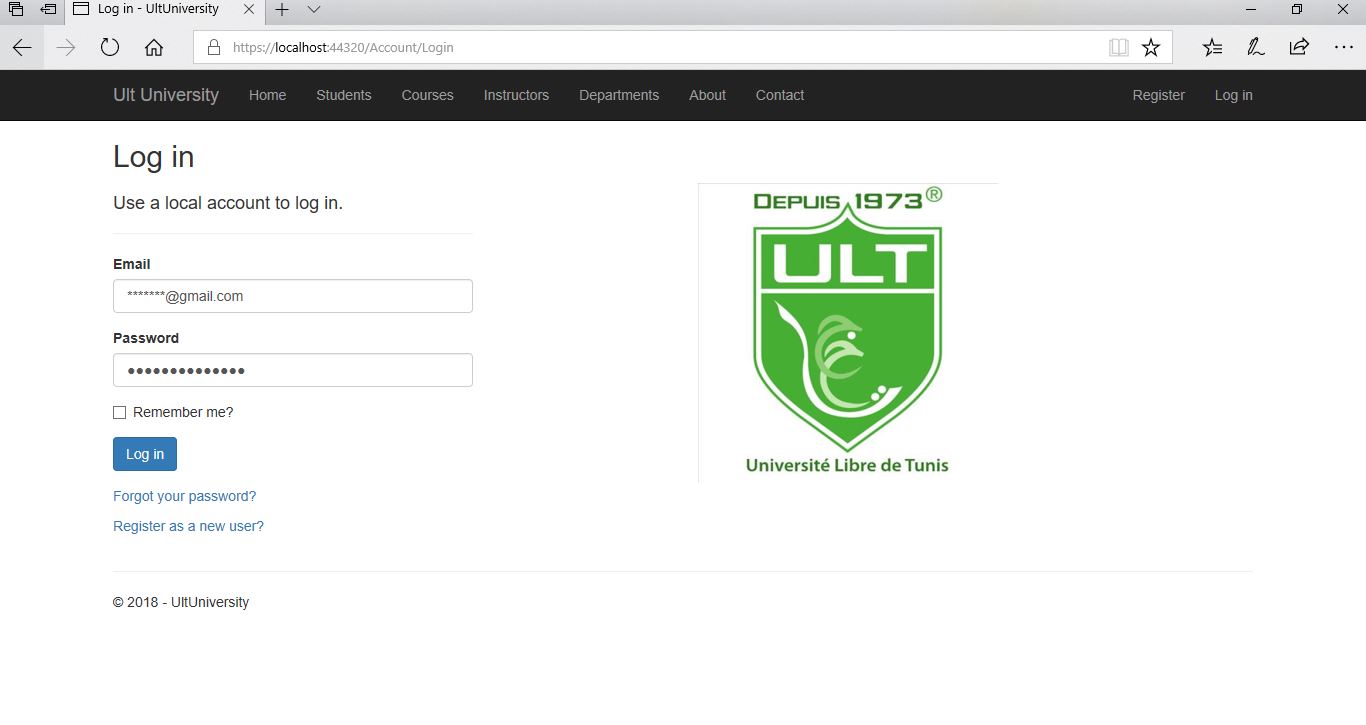 Log in - UltUniversity
https://localhost:44320/Account/Login
Ult University Home Students Courses Instructors Departments About Contact Register Log in
Log in
Use a local account to log in.
Email
*******@gmail.com
Password
●●●●●●●●●●●●●●
Remember me?
Log in
Forgot your password?
Register as a new user?
DEPUIS 1973®
ULT
Université Libre de Tunis
© 2018 - UltUniversity